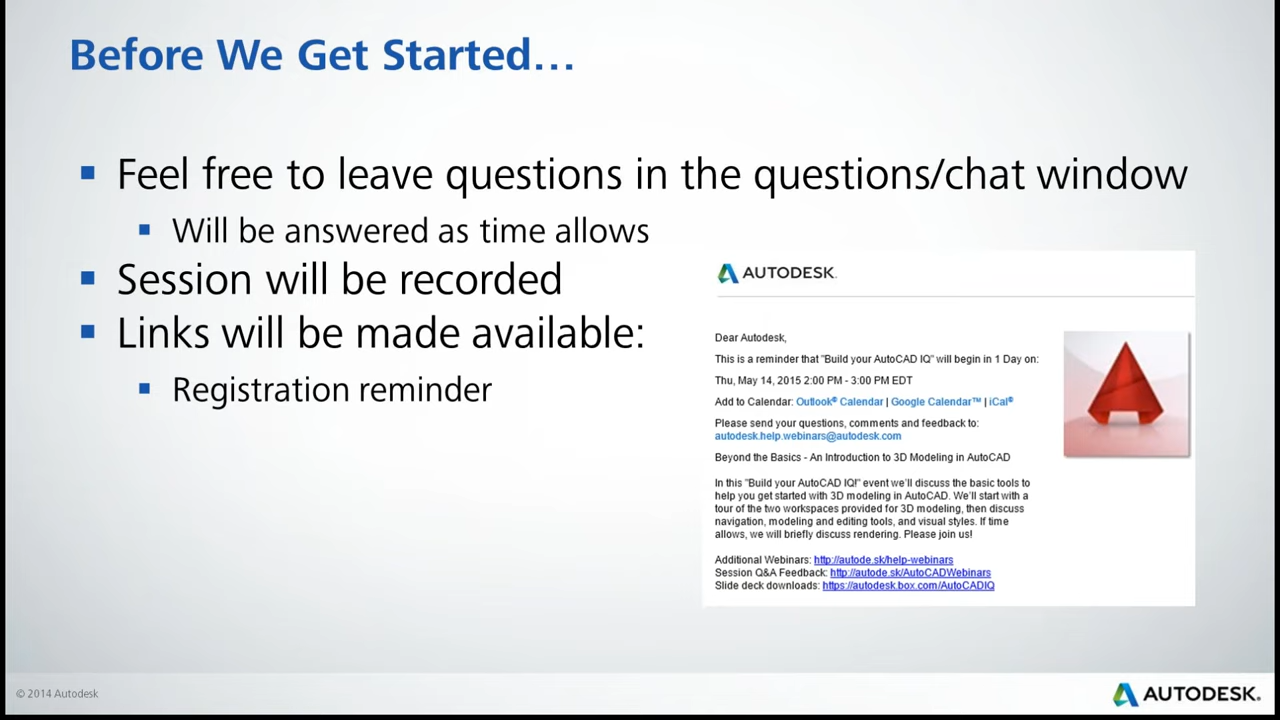 Before We Get Started...
Feel free to leave questions in the questions/chat window
Will be answered as time allows
Session will be recorded
Links will be made available:
Registration reminder
AUTODESK.
Dear Autodesk,
This is a reminder that "Build your AutoCAD IQ" will begin in 1 Day on:
Thu, May 14, 2015 2:00 PM - 3:00 PM EDT
Add to Calendar: Outlook® Calendar | Google Calendar™ | iCal®
Please send your questions, comments and feedback to:
autodesk.help.webinars@autodesk.com
Beyond the Basics - An Introduction to 3D Modeling in AutoCAD
In this "Build your AutoCAD IQ!" event we'll discuss the basic tools to
help you get started with 3D modeling in AutoCAD. We'll start with a
tour of the two workspaces provided for 3D modeling, then discuss
navigation, modeling and editing tools, and visual styles. If time
allows, we will briefly discuss rendering. Please join us!
Additional Webinars: http://autode.sk/help-webinars
Session Q&A Feedback: http://autode.sk/AutoCADWebinars
Slide deck downloads: https://autodesk.box.com/AutoCADIQ
© 2014 Autodesk
AUTODESK.